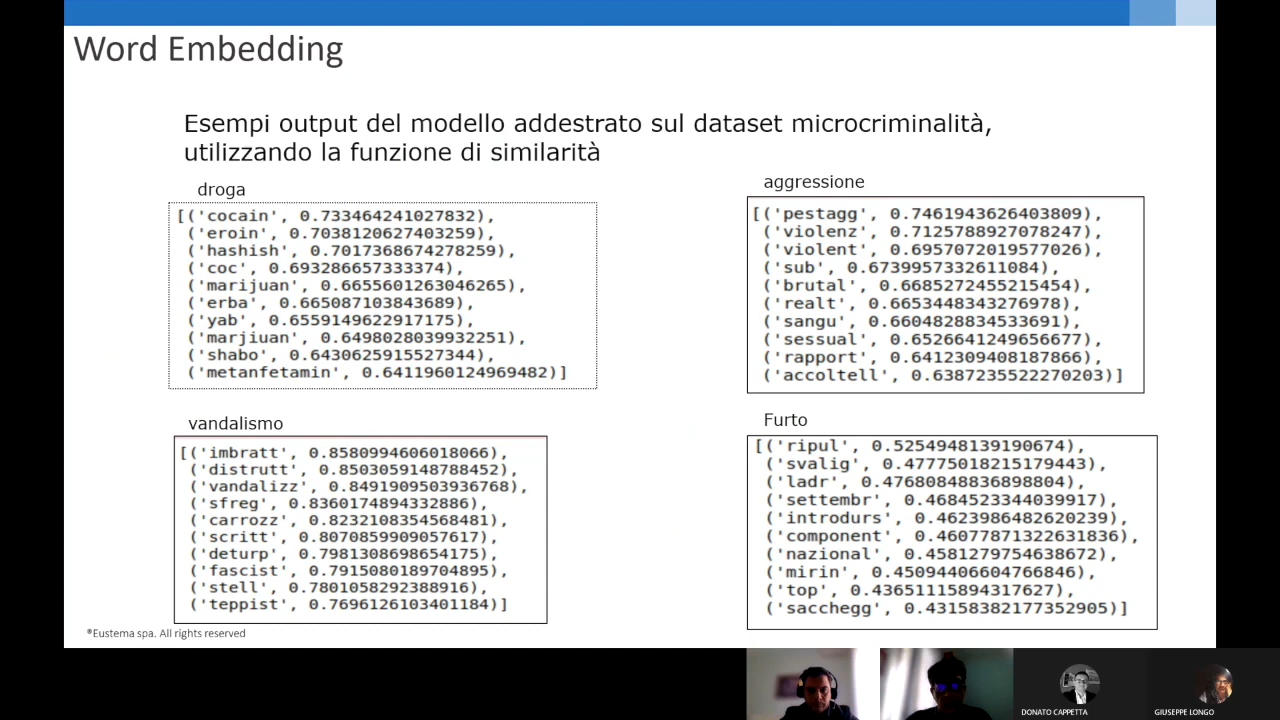 Word Embedding
Esempi output del modello addestrato sul dataset microcriminalità,
utilizzando la funzione di similarità
droga
[('cocain', 0.733464241027832),
('eroin', 0.7038120627403259),
('hashish', 0.7017368674278259),
('coc', 0.693286657333374),
('marijuan', 0.6655601263046265),
('erba', 0.665087103843689),
('yab', 0.6559149622917175),
('marjiuan', 0.6498028039932251),
('shabo', 0.6430625915527344),
('metanfetamin', 0.6411960124969482)]
aggressione
[('pestagg', 0.7461943626403809),
('violenz', 0.7125788927078247),
('violent', 0.6957072019577026),
('sub', 0.6739957332611084),
('brutal', 0.6685272455215454),
('realt', 0.6653448343276978),
('sangu', 0.6604828834533691),
('sessual', 0.6526641249656677),
('rapport', 0.6412309408187866),
('accoltell', 0.6387235522270203)]
vandalismo
[('imbratt', 0.8580994606018066),
('distrutt', 0.8503059148788452),
('vandalizz', 0.8491909503936768),
('sfreg', 0.8360174894332886),
('carrozz', 0.8232108354568481),
('scritt', 0.8070859909057617),
('deturp', 0.7981308698654175),
('fascist', 0.7915080189704895),
('stell', 0.7801058292388916),
('teppist', 0.7696126103401184)]
Furto
[('ripul', 0.5254948139190674),
('svalig', 0.47775018215179443),
('ladr', 0.47680848836898804),
('settembr', 0.4684523344039917),
('introdurs', 0.4623986482620239),
('component', 0.46077871322631836),
('nazional', 0.4581279754638672),
('mirin', 0.45094406604766846),
('top', 0.43651115894317627),
('sacchegg', 0.43158382177352905)]
®Eustema spa. All rights reserved
DONATO CAPPETTA
GIUSEPPE LONGO